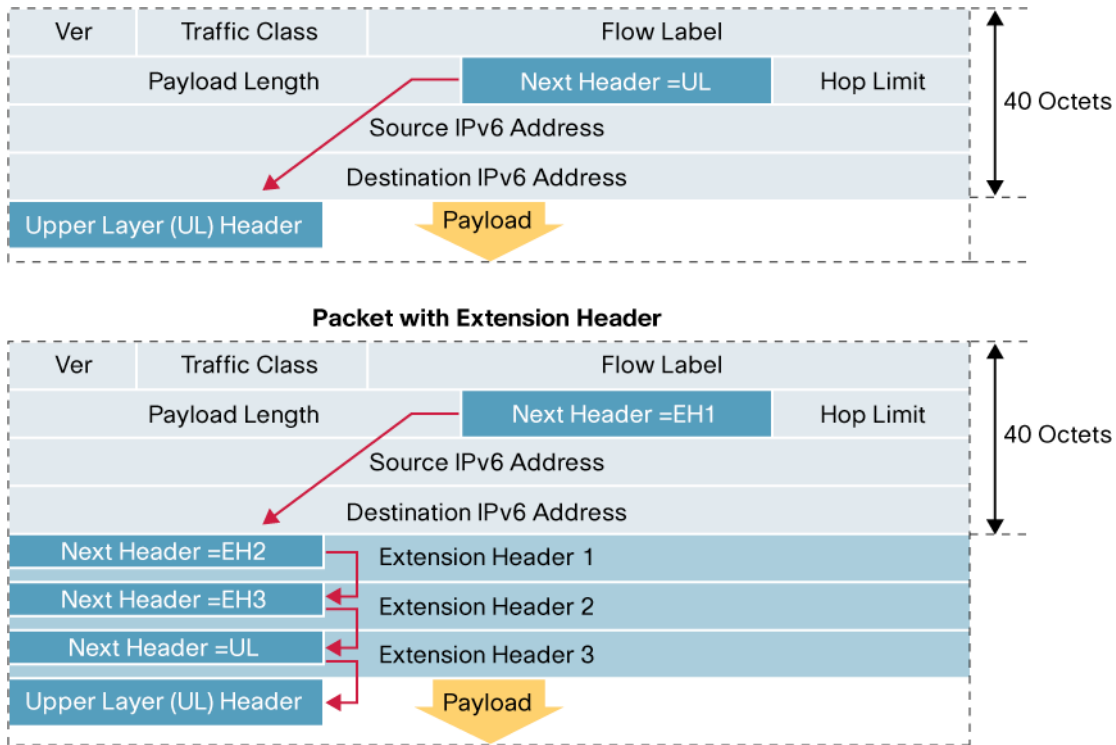 Ver Traffic Class Flow Label
Payload Length Next Header =UL Hop Limit
40 Octets
Source IPv6 Address
Destination IPv6 Address
Upper Layer (UL) Header Payload
Packet with Extension Header
Ver Traffic Class Flow Label
Payload Length Next Header =EH1 Hop Limit
40 Octets
Source IPv6 Address
Destination IPv6 Address
Next Header =EH2 Extension Header 1
Next Header =EH3 Extension Header 2
Next Header =UL Extension Header 3
Upper Layer (UL) Header Payload